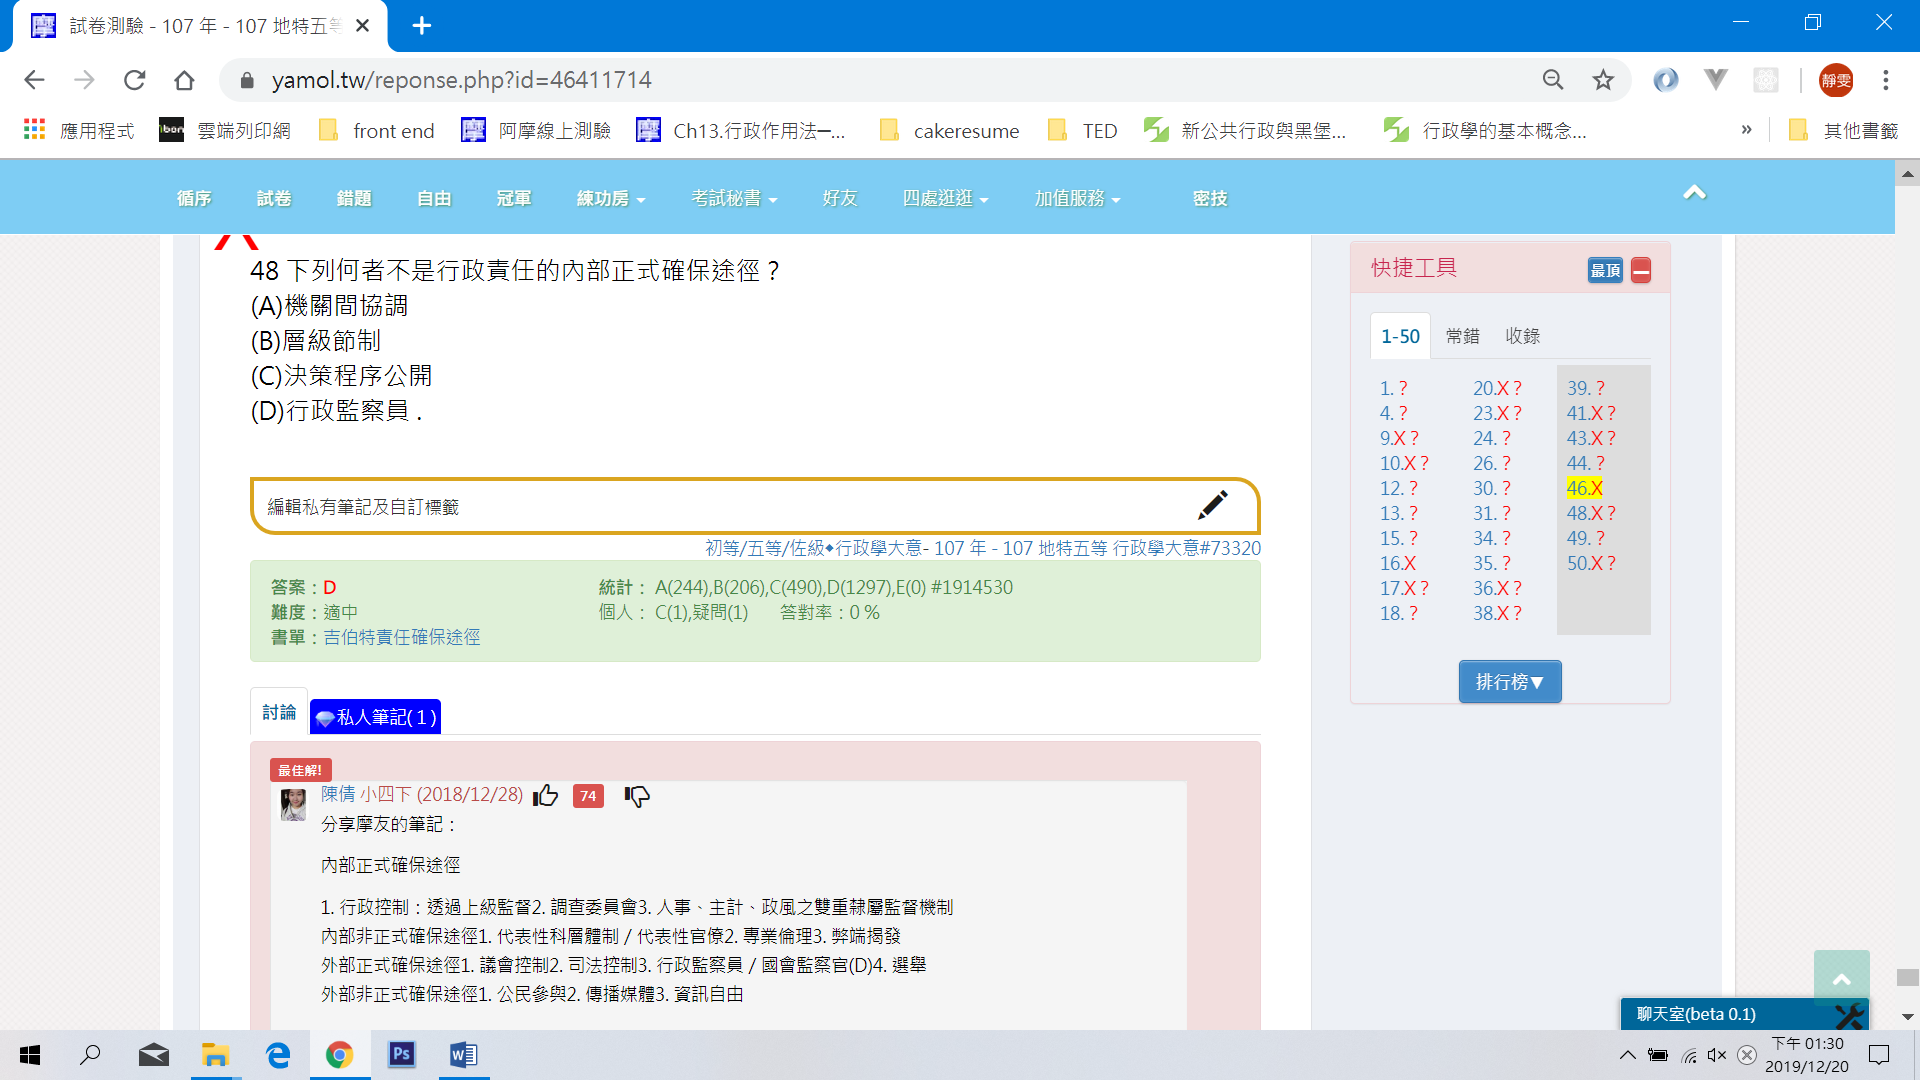 試卷測驗 - 107 年 - 107 地特五等
yamol.tw/reponse.php?id=46411714
靜雯
應用程式
ibon
雲端列印網
front end
摩 阿摩線上測驗
摩 Ch13.行政作用法─...
cakeresume
TED
新公共行政與黑堡...
行政學的基本概念...
»
其他書籤
循序 試卷 錯題 自由 冠軍 練功房 考試秘書 好友 四處逛逛 加值服務 密技
48 下列何者不是行政責任的內部正式確保途徑？
(A)機關間協調
(B)層級節制
(C)決策程序公開
(D)行政監察員 .
編輯私有筆記及自訂標籤
初等/五等/佐級◆行政學大意- 107 年 - 107 地特五等 行政學大意#73320
答案：D
統計： A(244),B(206),C(490),D(1297),E(0) #1914530
難度：適中
個人： C(1),疑問(1) 答對率：0 %
書單：吉伯特責任確保途徑
討論
私人筆記( 1 )
最佳解!
陳倩 小四下 (2018/12/28) 74
分享摩友的筆記：
內部正式確保途徑
1. 行政控制：透過上級監督2. 調查委員會3. 人事、主計、政風之雙重隸屬監督機制
內部非正式確保途徑1. 代表性科層體制 / 代表性官僚2. 專業倫理3. 弊端揭發
外部正式確保途徑1. 議會控制2. 司法控制3. 行政監察員 / 國會監察官(D)4. 選舉
外部非正式確保途徑1. 公民參與2. 傳播媒體3. 資訊自由
快捷工具
最頂
1-50 常錯 收錄
1. ?
4. ?
9.X ?
10.X ?
12. ?
13. ?
15. ?
16.X
17.X ?
18. ?
20.X ?
23.X ?
24. ?
26. ?
30. ?
31. ?
34. ?
35. ?
36.X ?
38.X ?
39. ?
41.X ?
43.X ?
44. ?
46.X
48.X ?
49. ?
50.X ?
排行榜▼
聊天室(beta 0.1)
Ps
下午 01:30
2019/12/20